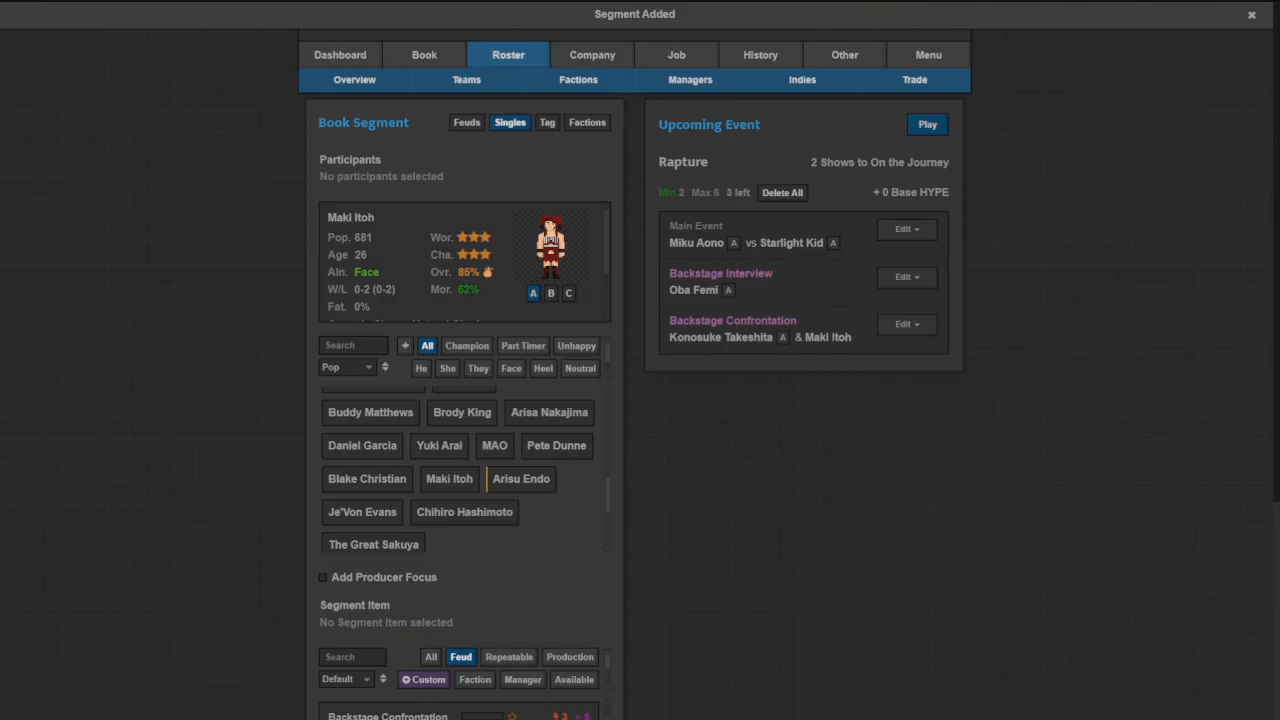 Segment Added
Dashboard Book Roster Company Job History Other Menu
Overview Teams Factions Managers Indies Trade
Book Segment Feuds Singles Tag Factions
Participants
No participants selected
Maki Itoh
Pop. 681 Wor.
Age 26 Cha.
Aln. Face Ovr. 85%
W/L 0-2 (0-2) Mor. 62%
Fat. 0%
A B C
Search + All Champion Part Timer Unhappy
Pop He She They Face Heel Neutral
Buddy Matthews Brody King Arisa Nakajima
Daniel Garcia Yuki Arai MAO Pete Dunne
Blake Christian Maki Itoh Arisu Endo
Je'Von Evans Chihiro Hashimoto
The Great Sakuya
Add Producer Focus
Segment Item
No Segment Item selected
Search All Feud Repeatable Production
Default Custom Faction Manager Available
Backstage Confrontation 3
Upcoming Event Play
Rapture 2 Shows to On the Journey
Min 2 Max 6 3 left Delete All + 0 Base HYPE
Main Event Edit
Miku Aono A vs Starlight Kid A
Backstage Interview Edit
Oba Femi A
Backstage Confrontation Edit
Konosuke Takeshita A & Maki Itoh